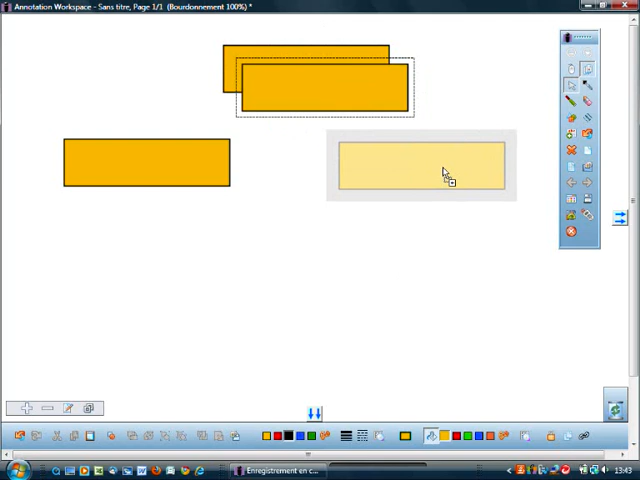 Annotation Workspace - Sans titre, Page 1/1 (Bourdonnement 100%) *
Enregistrement en c...
13:43